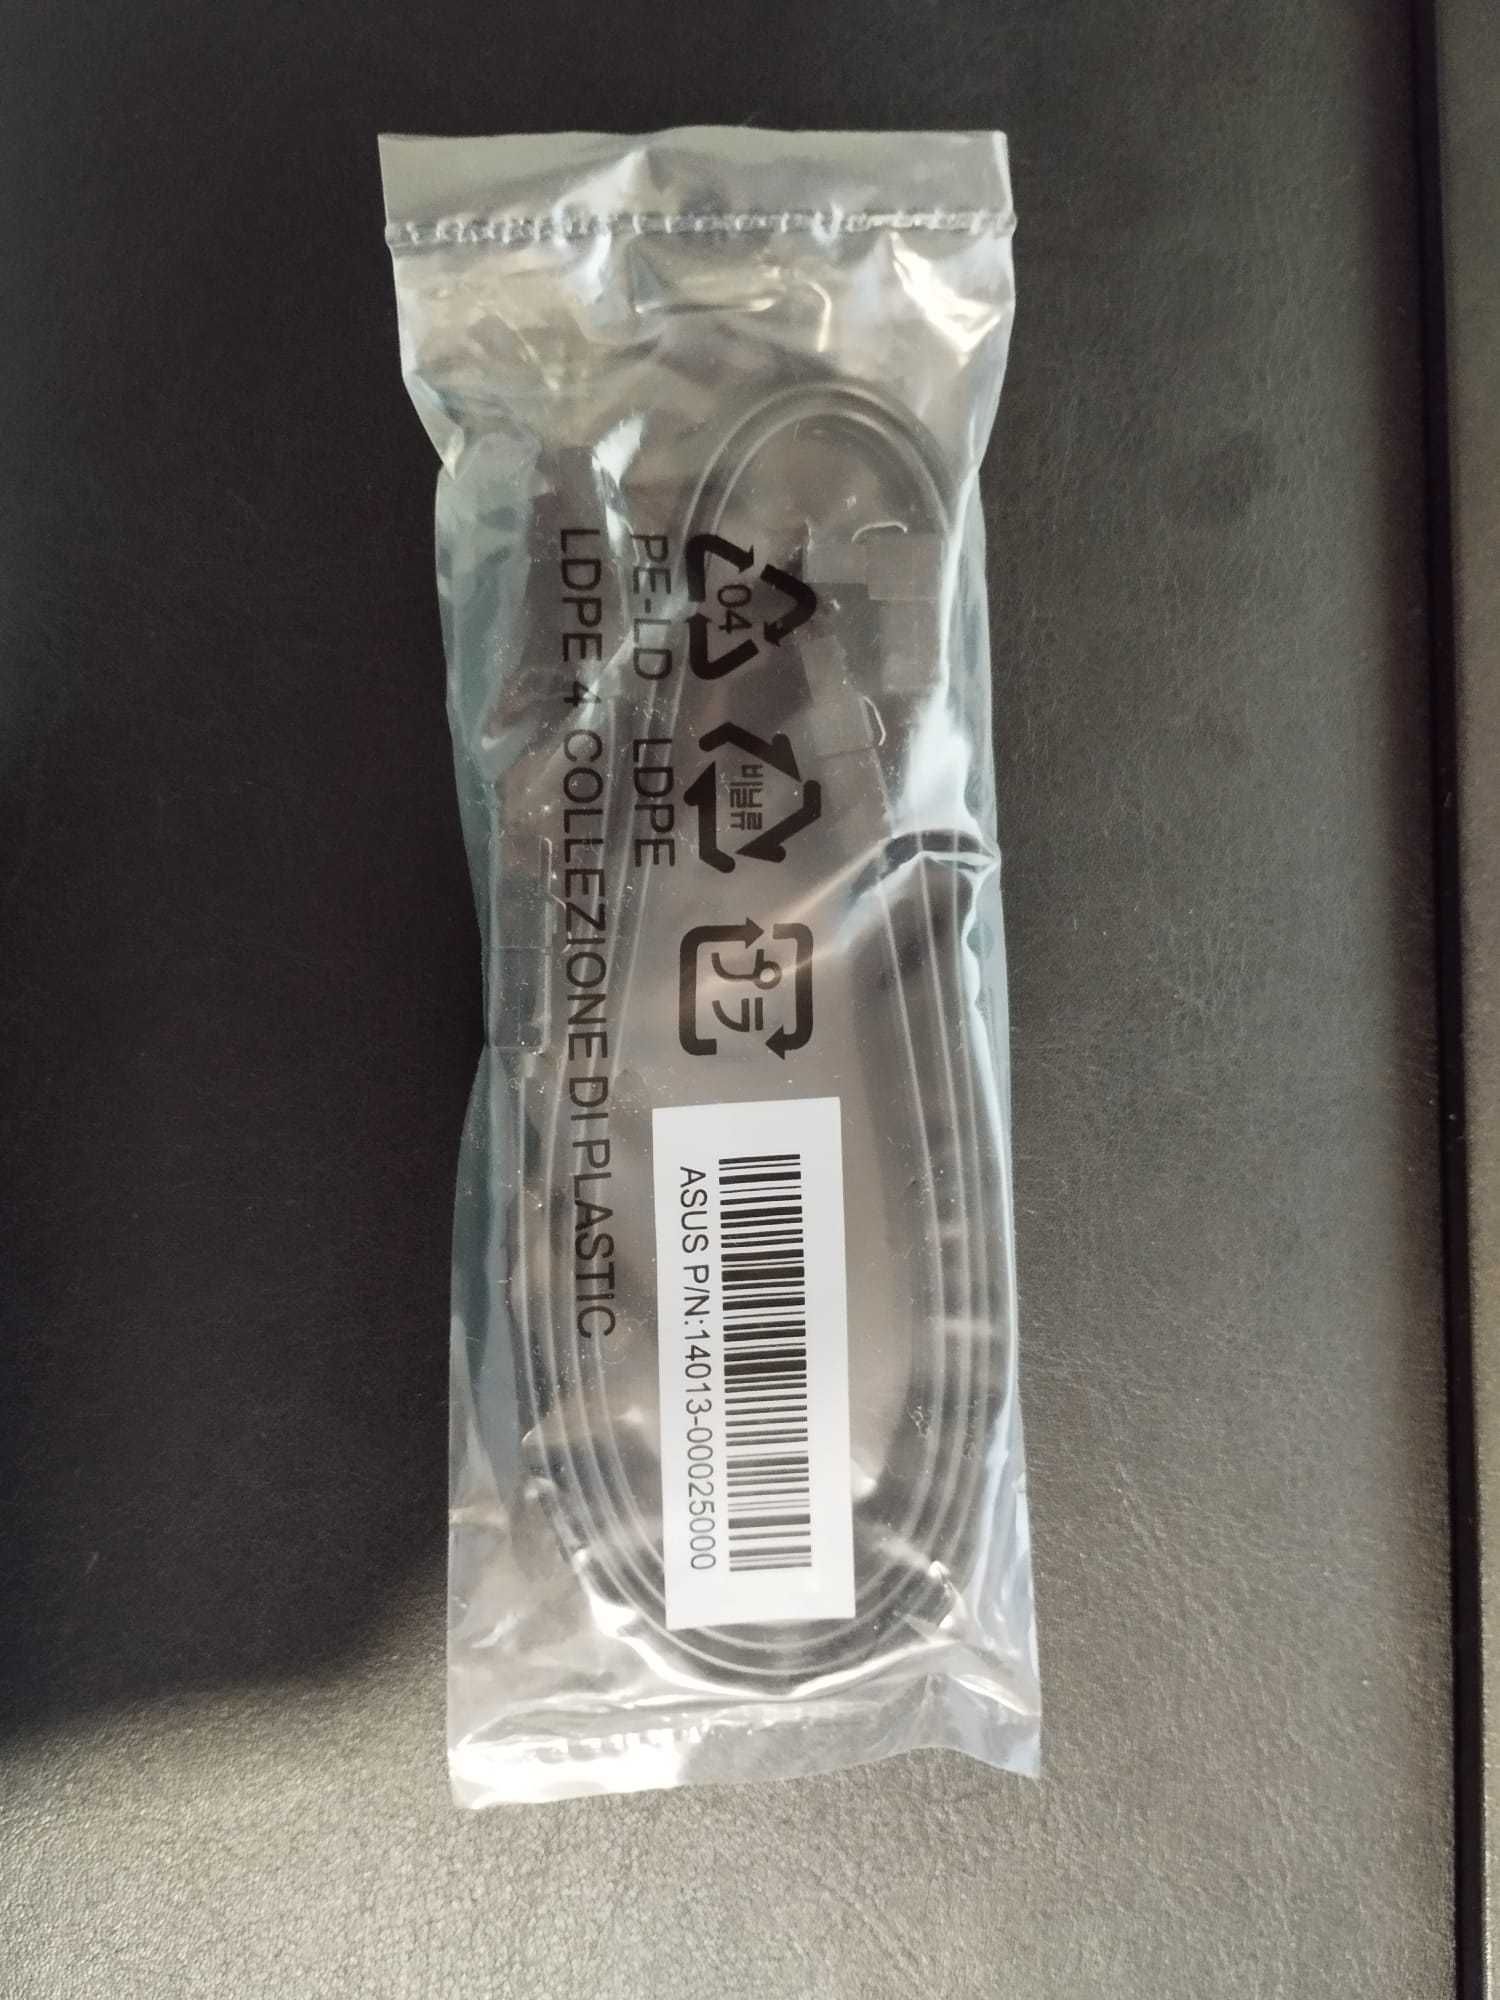 04
비닐류
プラ
PE-LD LDPE
LDPE 4 COLLEZIONE DI PLASTIC
ASUS P/N:14013-00025000